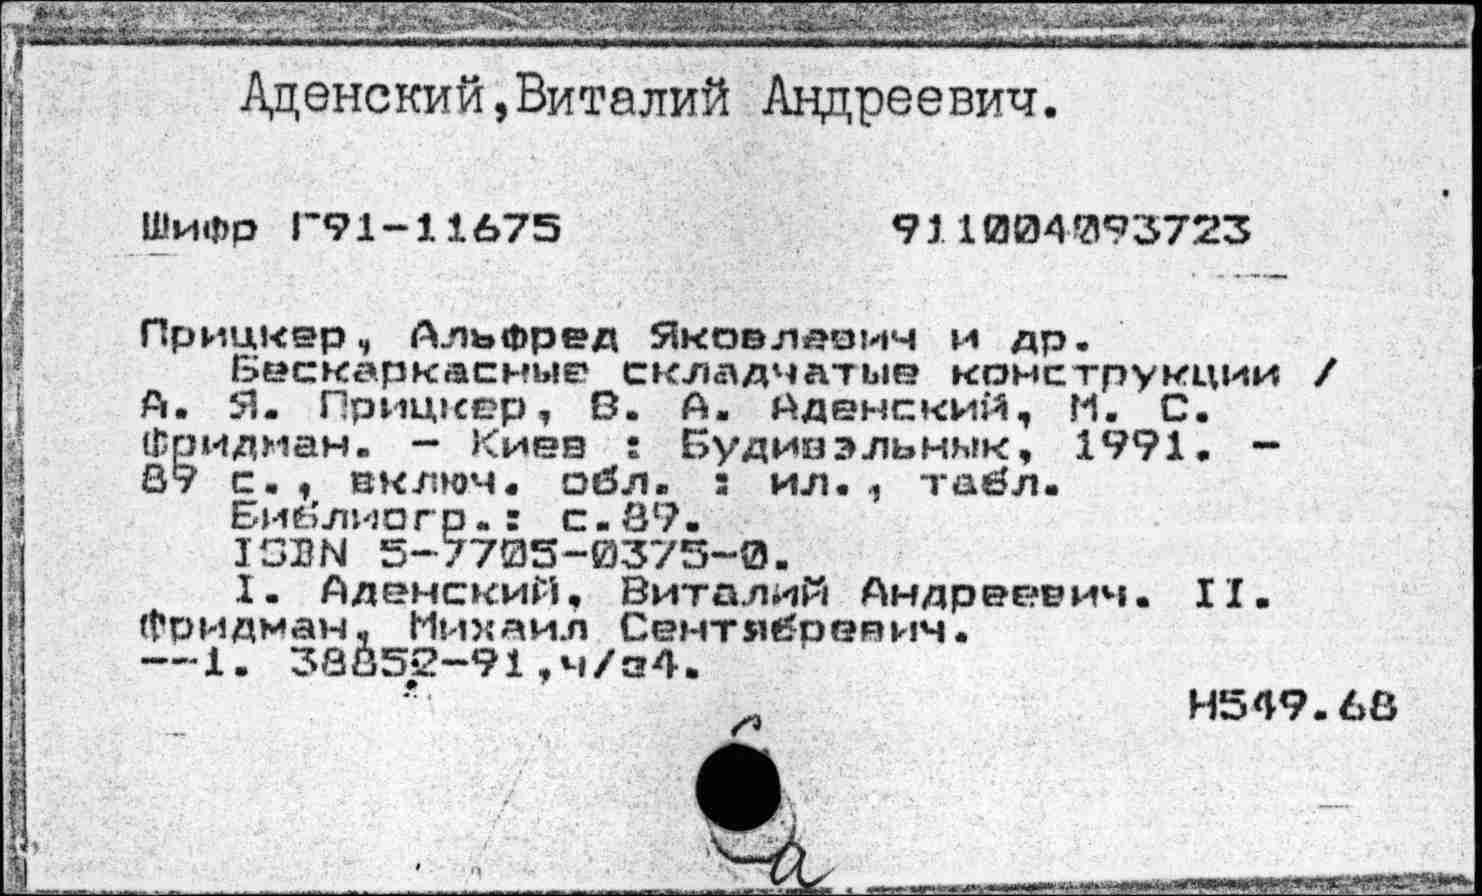 Аденский,Виталий Андреевич.
Шифр Г91-11675 9110004093723
Прицкер, Альфред Яковлевич и др.
Бескаркасные складчатые конструкции /
А. Я. Прицкер, В. А. Аденский, М. С.
Фридман. - Киев : Будивэльнык, 1991. -
89 с., включ. обл. : ил., табл.
Библиогр.: с.89.
ISBN 5-7705-0375-0.
I. Аденский, Виталий Андреевич. II.
Фридман, Михаил Сентябревич.
--1. 38852-91,ч/з4.
Н549.68
а